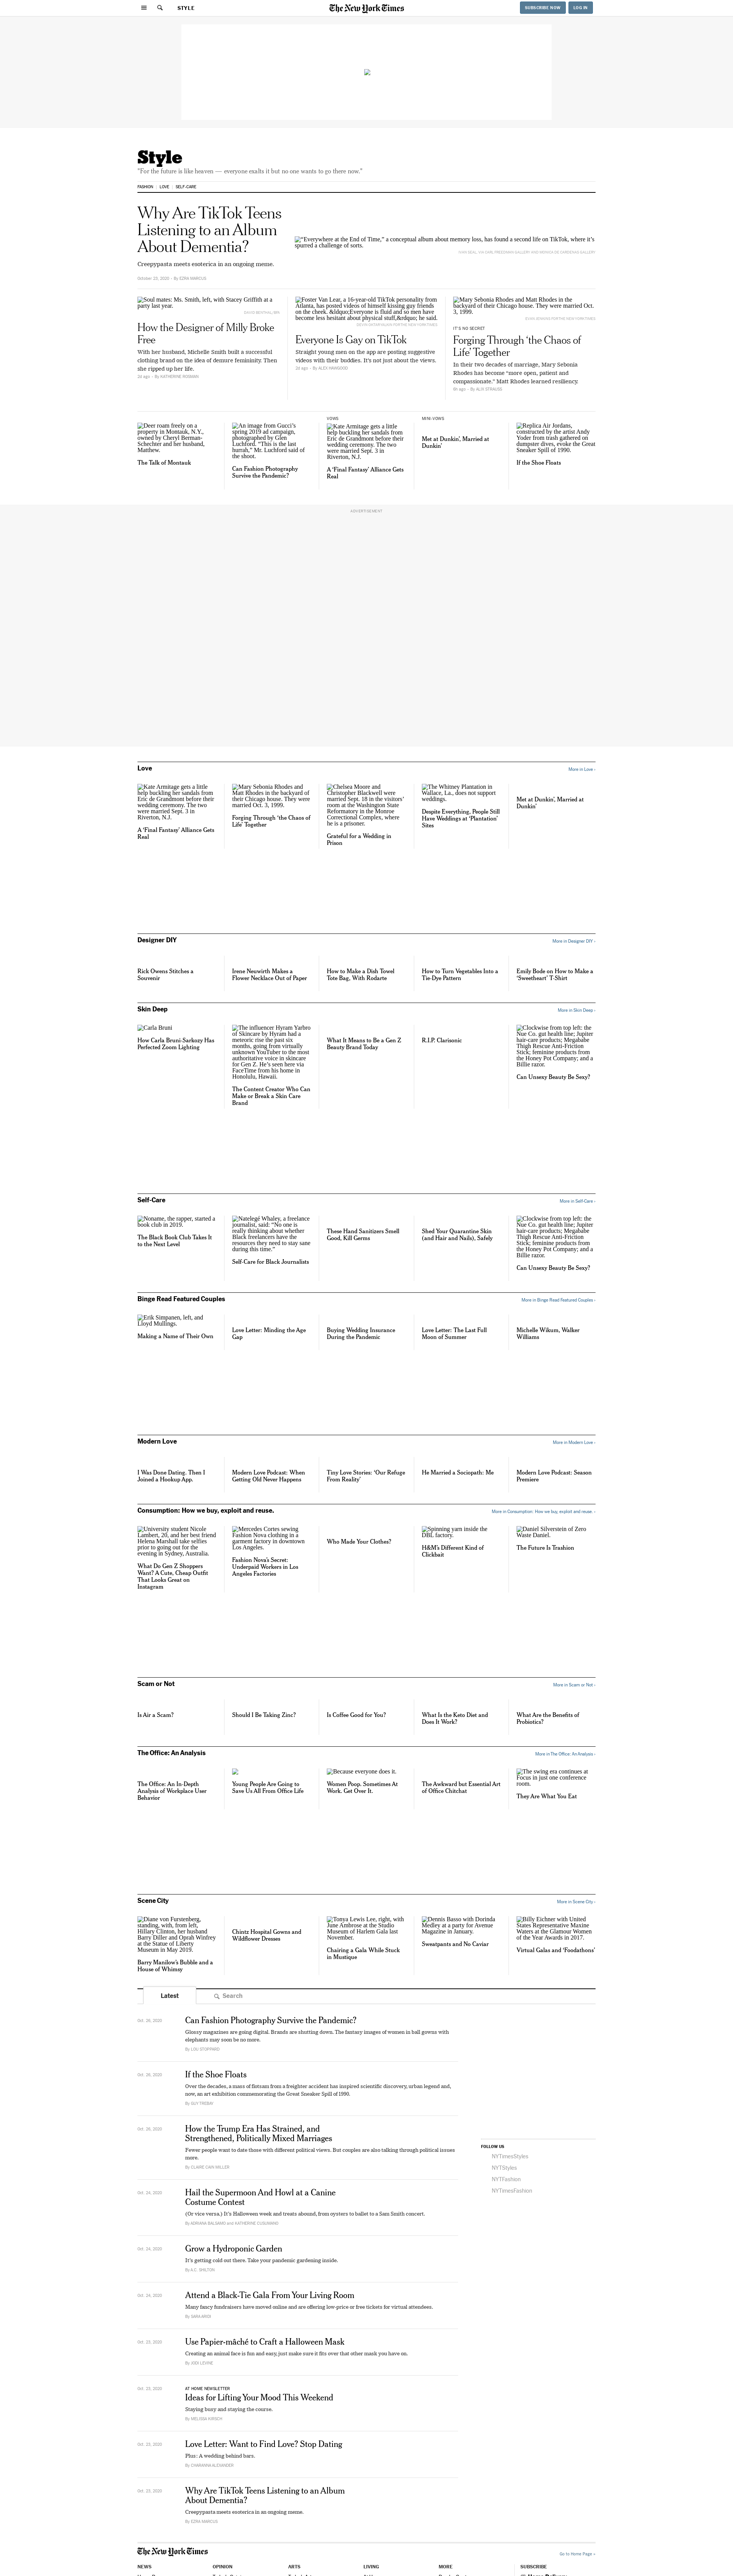 STYLE
The New York Times
SUBSCRIBE NOW
LOG IN
Style
“For the future is like heaven — everyone exalts it but no one wants to go there now.”
FASHION
LOVE
SELF-CARE
Why Are TikTok Teens
Listening to an Album
About Dementia?
Creepypasta meets esoterica in an ongoing meme.
October 23, 2020 · By EZRA MARCUS
“Everywhere at the End of Time,” a conceptual album about memory loss, has found a second life on TikTok, where it’s
spurred a challenge of sorts.
Soul mates: Ms. Smith, left, with Stacey Griffith at a
party last year.
How the Designer of Milly Broke
Free
With her husband, Michelle Smith built a successful
clothing brand on the idea of demure femininity. Then
she ripped her life.
2d ago · By KATHERINE ROSMAN
Foster Van Lear, a 16-year-old TikTok personality from
Atlanta, has posted videos of himself kissing guy friends
on the cheek. &ldquo;Everyone is fluid and so men have
become less hesitant about physical stuff,&rdquo; he said.
Everyone Is Gay on TikTok
Straight young men on the app are posting suggestive
videos with their buddies. It’s not just about the views.
2d ago · By ALEX HAWGOOD
Mary Sebonia Rhodes and Matt Rhodes in the
backyard of their Chicago house. They were married Oct.
3, 1999.
IT’S NO SECRET
Forging Through ‘the Chaos of
Life’ Together
In their two decades of marriage, Mary Sebonia
Rhodes has become “more open, patient and
compassionate.” Matt Rhodes learned resiliency.
6h ago · By ALIX STRAUSS
Deer roam freely on a
property in Montauk, N.Y.,
owned by Cheryl Berman-
Schechter and her husband,
Matthew.
The Talk of Montauk
An image from Gucci’s
spring 2019 ad campaign,
photographed by Glen
Luchford. “This is the last
hurrah,” Mr. Luchford said of
the shoot.
Can Fashion Photography
Survive the Pandemic?
VOWS
Kate Armitage gets a little
help buckling her sandals from
Eric de Grandmont before their
wedding ceremony. The two
were married Sept. 3 in
Riverton, N.J.
A ‘Final Fantasy’ Alliance Gets
Real
MINI-VOWS
Met at Dunkin’, Married at
Dunkin’
Replica Air Jordans,
constructed by the artist Andy
Yoder from trash gathered on
dumpster dives, evoke the Great
Sneaker Spill of 1990.
If the Shoe Floats
ADVERTISEMENT
Love
More in Love ›
Kate Armitage gets a little
help buckling her sandals from
Eric de Grandmont before their
wedding ceremony. The two
were married Sept. 3 in
Riverton, N.J.
A ‘Final Fantasy’ Alliance Gets
Real
Mary Sebonia Rhodes and
Matt Rhodes in the backyard
of their Chicago house. They were
married Oct. 3, 1999.
Forging Through ‘the Chaos of
Life’ Together
Chelsea Moore and
Christopher Blackwell were
married Sept. 18 in the visitors’
room at the Washington State
Reformatory in the Monroe
Correctional Complex, where
he is a prisoner.
Grateful for a Wedding in
Prison
The Whitney Plantation in
Wallace, La., does not support
weddings.
Despite Everything, People Still
Have Weddings at ‘Plantation’
Sites
Met at Dunkin’, Married at
Dunkin’
Designer DIY
More in Designer DIY ›
Rick Owens Stitches a
Souvenir
Irene Neuwirth Makes a
Flower Necklace Out of Paper
How to Make a Dish Towel
Tote Bag, With Rodarte
How to Turn Vegetables Into a
Tie-Dye Pattern
Emily Bode on How to Make a
‘Sweetheart’ T-Shirt
Skin Deep
More in Skin Deep ›
Carla Bruni
How Carla Bruni-Sarkozy Has
Perfected Zoom Lighting
The influencer Hyram Yarbro
of Skincare by Hyram had a
meteoric rise the past six
months, going from virtually
unknown YouTuber to the most
authoritative voice in skincare
for Gen Z. He’s seen here via
FaceTime from his home in
Honolulu, Hawaii.
The Content Creator Who Can
Make or Break a Skin Care
Brand
What It Means to Be a Gen Z
Beauty Brand Today
R.I.P. Clarisonic
Clockwise from top left: the
Nue Co. gut health line; Jupiter
hair-care products; Megababe
Thigh Rescue Anti-Friction
Stick; feminine products from
the Honey Pot Company; and a
Billie razor.
Can Unsexy Beauty Be Sexy?
Self-Care
More in Self-Care ›
Noname, the rapper, started a
book club in 2019.
The Black Book Club Takes It
to the Next Level
Natelegé Whaley, a freelance
journalist, said: “No one is
really thinking about whether
Black freelancers have the
resources they need to stay sane
during this time.”
Self-Care for Black Journalists
These Hand Sanitizers Smell
Good, Kill Germs
Shed Your Quarantine Skin
(and Hair and Nails), Safely
Clockwise from top left: the
Nue Co. gut health line; Jupiter
hair-care products; Megababe
Thigh Rescue Anti-Friction
Stick; feminine products from
the Honey Pot Company; and a
Billie razor.
Can Unsexy Beauty Be Sexy?
Binge Read Featured Couples
More in Binge Read Featured Couples ›
Erik Simpanen, left, and
Lloyd Mullings.
Making a Name of Their Own
Love Letter: Minding the Age
Gap
Buying Wedding Insurance
During the Pandemic
Love Letter: The Last Full
Moon of Summer
Michelle Wikum, Walker
Williams
Modern Love
More in Modern Love ›
I Was Done Dating. Then I
Joined a Hookup App.
Modern Love Podcast: When
Getting Old Never Happens
Tiny Love Stories: ‘Our Refuge
From Reality’
He Married a Sociopath: Me
Modern Love Podcast: Season
Premiere
Consumption: How we buy, exploit and reuse.
More in Consumption: How we buy, exploit and reuse. ›
University student Nicole
Lambert, 20, and her best friend
Helena Marshall take selfies
prior to going out for the
evening in Sydney, Australia.
What Do Gen Z Shoppers
Want? A Cute, Cheap Outfit
That Looks Great on
Instagram
Mercedes Cortes sewing
Fashion Nova clothing in a
garment factory in downtown
Los Angeles.
Fashion Nova’s Secret:
Underpaid Workers in Los
Angeles Factories
Who Made Your Clothes?
Spinning yarn inside the
DBL factory.
H&M’s Different Kind of
Clickbait
Daniel Silverstein of Zero
Waste Daniel.
The Future Is Trashion
Scam or Not
More in Scam or Not ›
Is Air a Scam?
Should I Be Taking Zinc?
Is Coffee Good for You?
What Is the Keto Diet and
Does It Work?
What Are the Benefits of
Probiotics?
The Office: An Analysis
More in The Office: An Analysis ›
The Office: An In-Depth
Analysis of Workplace User
Behavior
Young People Are Going to
Save Us All From Office Life
Because everyone does it.
Women Poop. Sometimes At
Work. Get Over It.
The Awkward but Essential Art
of Office Chitchat
The swing era continues at
Focus in just one conference
room.
They Are What You Eat
Scene City
More in Scene City ›
Diane von Furstenberg,
standing, with, from left,
Hillary Clinton, her husband
Barry Diller and Oprah Winfrey
at the Statue of Liberty
Museum in May 2019.
Barry Manilow’s Bubble and a
House of Whimsy
Chintz Hospital Gowns and
Wildflower Dresses
Tonya Lewis Lee, right, with
June Ambrose at the Studio
Museum of Harlem Gala last
November.
Chairing a Gala While Stuck
in Mustique
Dennis Basso with Dorinda
Medley at a party for Avenue
Magazine in January.
Sweatpants and No Caviar
Billy Eichner with United
States Representative Maxine
Waters at the Glamour Women
of the Year Awards in 2017.
Virtual Galas and ‘Foodathons’
Latest
Search
Oct. 26, 2020
Can Fashion Photography Survive the Pandemic?
Glossy magazines are going digital. Brands are shutting down. The fantasy images of women in ball gowns with
elephants may soon be no more.
By LOU STOPPARD
Oct. 26, 2020
If the Shoe Floats
Over the decades, a mass of flotsam from a freighter accident has inspired scientific discovery, urban legend and,
now, an art exhibition commemorating the Great Sneaker Spill of 1990.
By GUY TREBAY
Oct. 26, 2020
How the Trump Era Has Strained, and
Strengthened, Politically Mixed Marriages
Fewer people want to date those with different political views. But couples are also talking through political issues
more.
By CLAIRE CAIN MILLER
Oct. 24, 2020
Hail the Supermoon And Howl at a Canine
Costume Contest
(Or vice versa.) It’s Halloween week and treats abound, from oysters to ballet to a Sam Smith concert.
By ADRIANA BALSAMO and KATHERINE CUSUMANO
Oct. 24, 2020
Grow a Hydroponic Garden
It’s getting cold out there. Take your pandemic gardening inside.
By A.C. SHILTON
Oct. 24, 2020
Attend a Black-Tie Gala From Your Living Room
Many fancy fundraisers have moved online and are offering low-price or free tickets for virtual attendees.
Oct. 23, 2020
Use Papier-mâché to Craft a Halloween Mask
Creating an animal face is fun and easy, just make sure it fits over that other mask you have on.
By JODI LEVINE
Oct. 23, 2020
AT HOME NEWSLETTER
Ideas for Lifting Your Mood This Weekend
Staying busy and staying the course.
By MELISSA KIRSCH
Oct. 23, 2020
Love Letter: Want to Find Love? Stop Dating
Plus: A wedding behind bars.
By CHARANNA ALEXANDER
Oct. 23, 2020
Why Are TikTok Teens Listening to an Album
About Dementia?
Creepypasta meets esoterica in an ongoing meme.
By EZRA MARCUS
FOLLOW US
NYTimesStyles
NYTStyles
NYTFashion
NYTimesFashion
The New York Times
Go to Home Page »
NEWS
OPINION
ARTS
LIVING
MORE
SUBSCRIBE